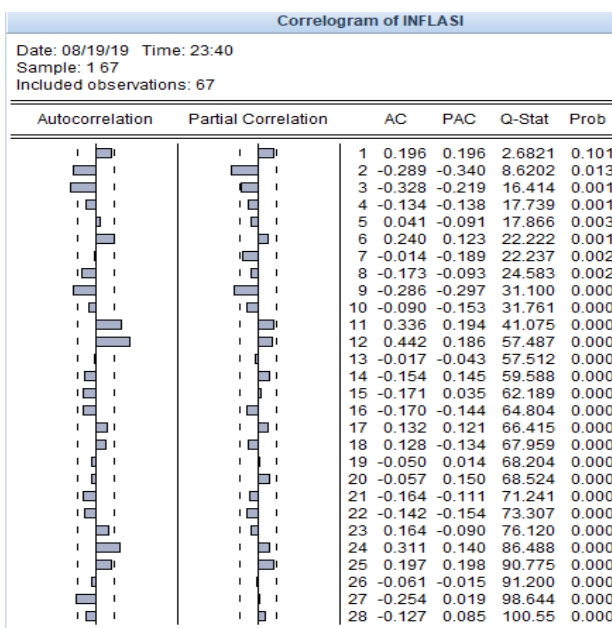 Correlogram of INFLASI
Date: 08/19/19 Time: 23:40
Sample: 1 67
Included observations: 67
Autocorrelation Partial Correlation AC PAC Q-Stat Prob
1 0.196 0.196 2.6821 0.101
2 -0.289 -0.340 8.6202 0.013
3 -0.328 -0.219 16.414 0.001
4 -0.134 -0.138 17.739 0.001
5 0.041 -0.091 17.866 0.003
6 0.240 0.123 22.222 0.001
7 -0.014 -0.189 22.237 0.002
8 -0.173 -0.093 24.583 0.002
9 -0.286 -0.297 31.100 0.000
10 -0.090 -0.153 31.761 0.000
11 0.336 0.194 41.075 0.000
12 0.442 0.186 57.487 0.000
13 -0.017 -0.043 57.512 0.000
14 -0.154 0.145 59.588 0.000
15 -0.171 0.035 62.189 0.000
16 -0.170 -0.144 64.804 0.000
17 0.132 0.121 66.415 0.000
18 0.128 -0.134 67.959 0.000
19 -0.050 0.014 68.204 0.000
20 -0.057 0.150 68.524 0.000
21 -0.164 -0.111 71.241 0.000
22 -0.142 -0.154 73.307 0.000
23 0.164 -0.090 76.120 0.000
24 0.311 0.140 86.488 0.000
25 0.197 0.198 90.775 0.000
26 -0.061 -0.015 91.200 0.000
27 -0.254 0.019 98.644 0.000
28 -0.127 0.085 100.55 0.000